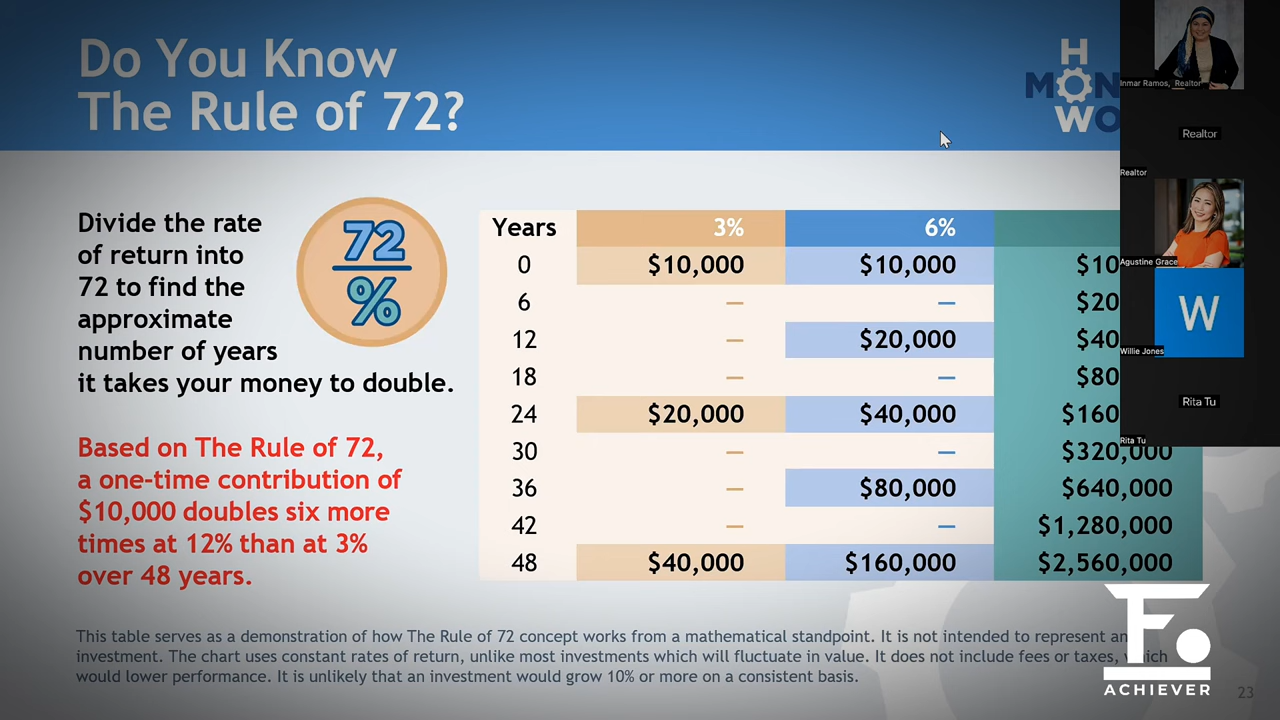 Do You Know
The Rule of 72?
H
MON
WO
Inmar Ramos, Realtor
Realtor
Realtor
Agustine Grace
W
Willie Jones
Rita Tu
Rita Tu
Divide the rate
of return into
72 to find the
approximate
number of years
it takes your money to double.
72
%
Based on The Rule of 72,
a one-time contribution of
$10,000 doubles six more
times at 12% than at 3%
over 48 years.
Years 3% 6%
0 $10,000 $10,000 $10
6 – – $20
12 – $20,000 $40
18 – – $80
24 $20,000 $40,000 $160
30 – – $320,000
36 – $80,000 $640,000
42 – – $1,280,000
48 $40,000 $160,000 $2,560,000
This table serves as a demonstration of how The Rule of 72 concept works from a mathematical standpoint. It is not intended to represent an
investment. The chart uses constant rates of return, unlike most investments which will fluctuate in value. It does not include fees or taxes, which
would lower performance. It is unlikely that an investment would grow 10% or more on a consistent basis.
ACHIEVER
23